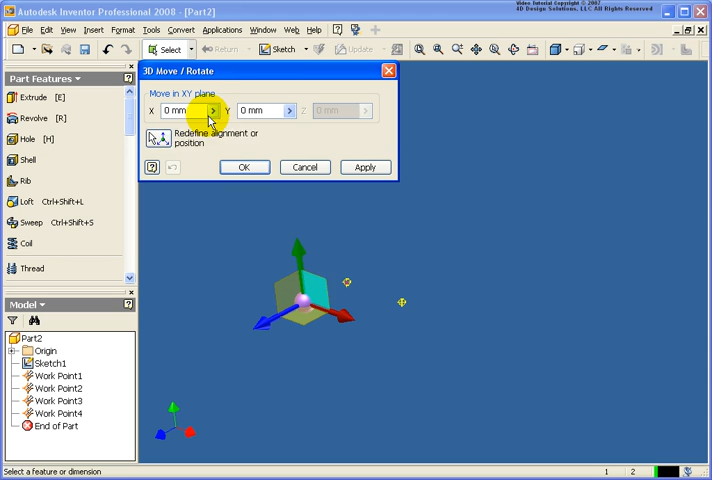 Autodesk Inventor Professional 2008 - [Part2]
Video Tutorial Copyright © 2007
4D Design Solutions, LLC All Rights Reserved
File Edit View Insert Format Tools Convert Applications Window Web Help
Select Return Sketch Update
Part Features
Extrude [E]
Revolve [R]
Hole [H]
Shell
Rib
Loft Ctrl+Shift+L
Sweep Ctrl+Shift+S
Coil
Thread
3D Move / Rotate
Move in XY plane
X 0 mm Y 0 mm Z 0 mm
Redefine alignment or
position
OK Cancel Apply
Model
Part2
Origin
Sketch1
Work Point1
Work Point2
Work Point3
Work Point4
End of Part
Select a feature or dimension
1 2